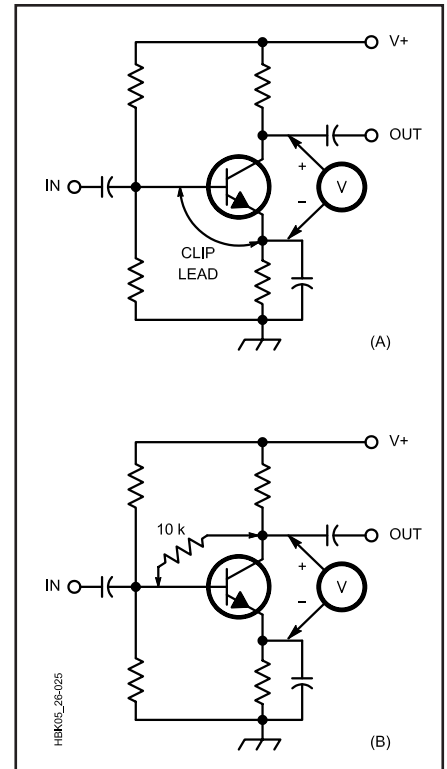 V+
OUT
+
V
IN
–
CLIP
LEAD
(A)
V+
10 k
OUT
+
V
IN
–
(B)
HBK05_26-025